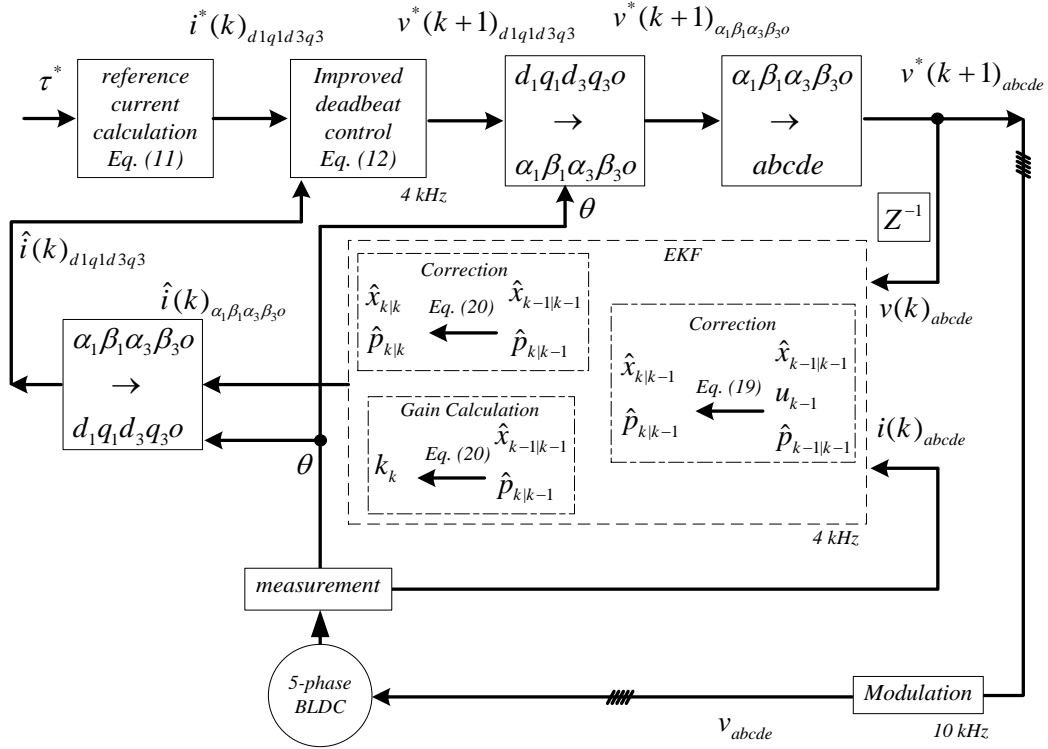 i*(k)d1q1d3q3
v*(k+1)d1q1d3q3
v*(k+1)α1β1α3β3o
τ*
reference
current
calculation
Eq. (11)
Improved
deadbeat
control
Eq. (12)
4 kHz
d1q1d3q3o
→
α1β1α3β3o
α1β1α3β3o
→
abcde
v*(k+1)abcde
θ
Z⁻¹
î(k)d1q1d3q3
î(k)α1β1α3β3o
α1β1α3β3o
→
d1q1d3q3o
θ
EKF
Correction
x̂k|k Eq. (20) x̂k−1|k−1
p̂k|k p̂k|k−1
Correction
x̂k−1|k−1
x̂k|k−1 Eq. (19) uk−1
p̂k|k−1 p̂k−1|k−1
Gain Calculation
x̂k−1|k−1
kk Eq. (20)
p̂k|k−1
4 kHz
v(k)abcde
i(k)abcde
measurement
5-phase
BLDC
vabcde
Modulation
10 kHz